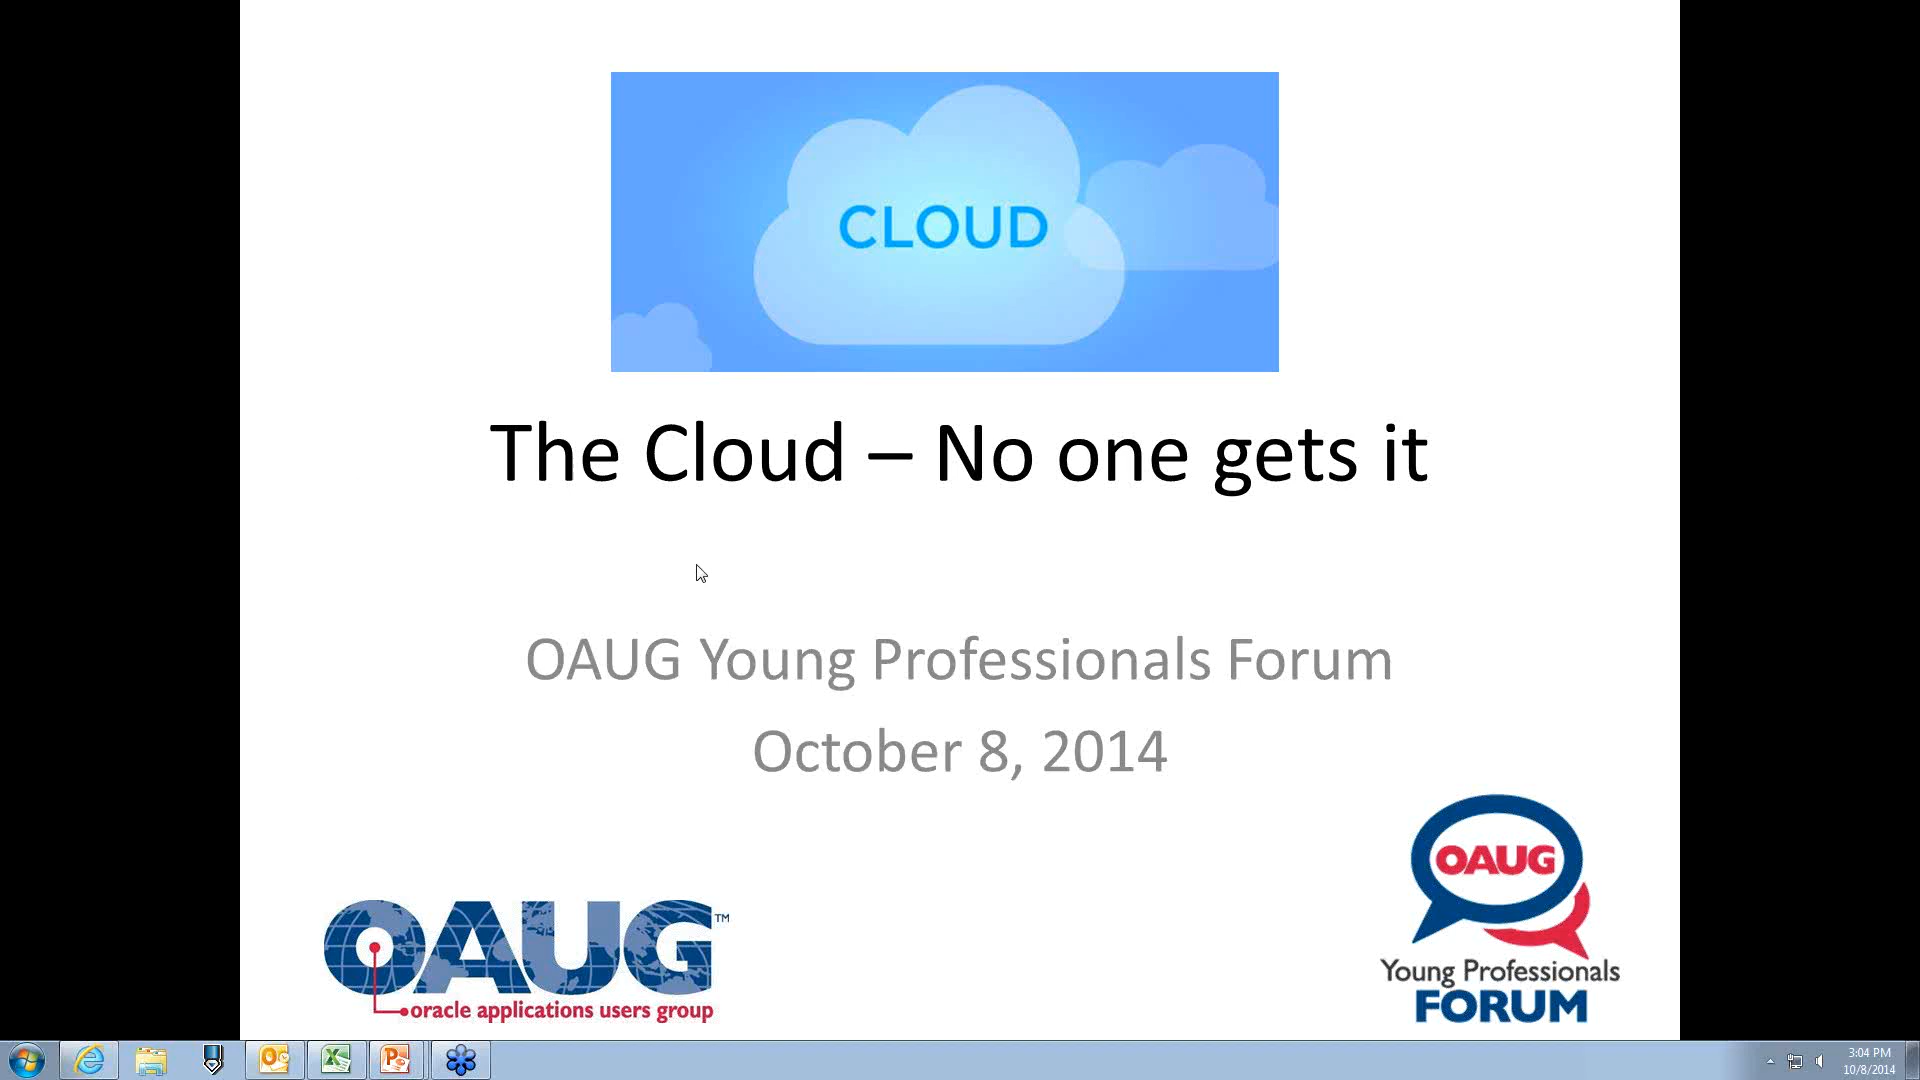 CLOUD
The Cloud – No one gets it
OAUG Young Professionals Forum
October 8, 2014
OAUG™
oracle applications users group
OAUG
Young Professionals
FORUM
3:04 PM
10/8/2014